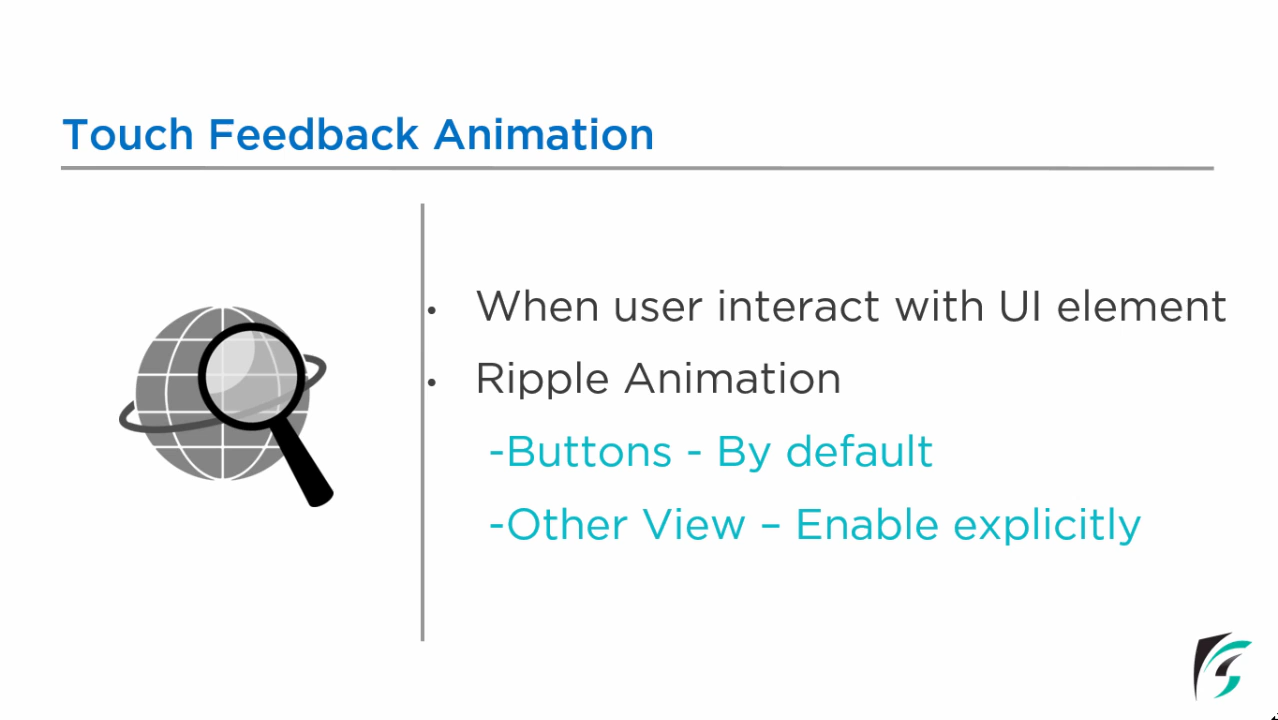 Touch Feedback Animation
• When user interact with UI element
• Ripple Animation
-Buttons - By default
-Other View – Enable explicitly